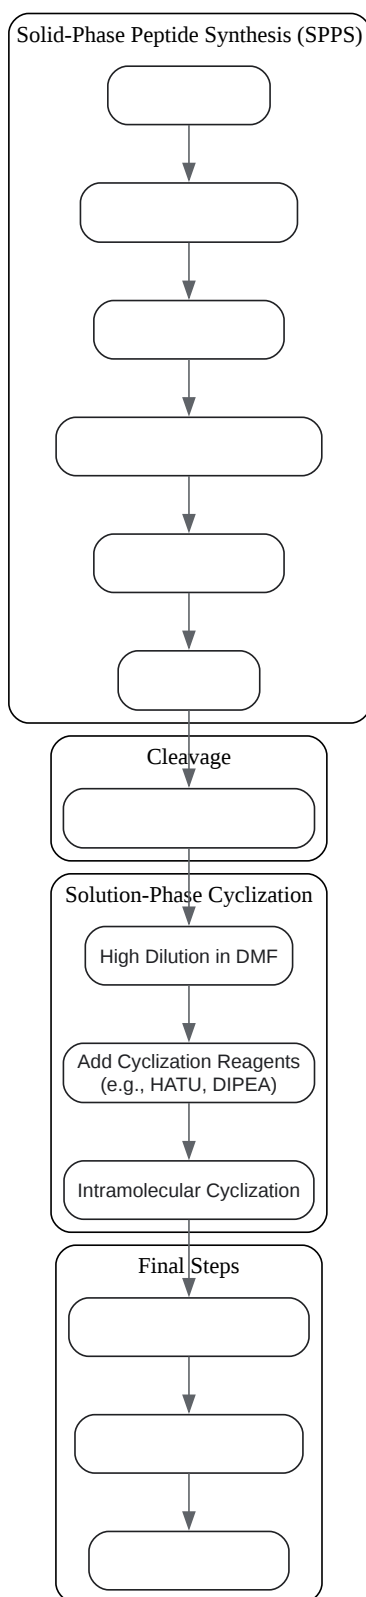 Solid-Phase Peptide Synthesis (SPPS)
Cleavage
Solution-Phase Cyclization
High Dilution in DMF
Add Cyclization Reagents
(e.g., HATU, DIPEA)
Intramolecular Cyclization
Final Steps